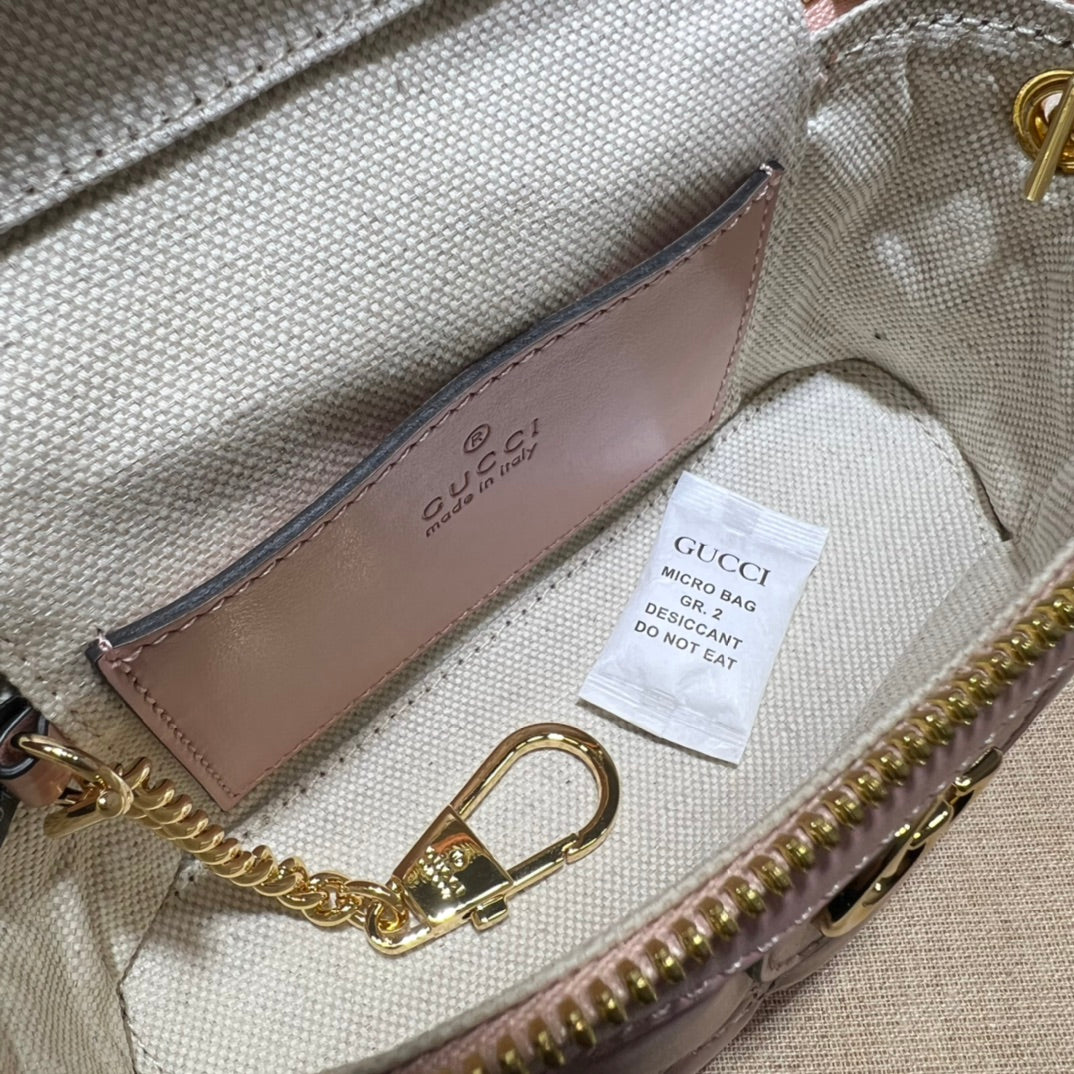 ®
GUCCI
made in italy
GUCCI
MICRO BAG
GR. 2
DESICCANT
DO NOT EAT